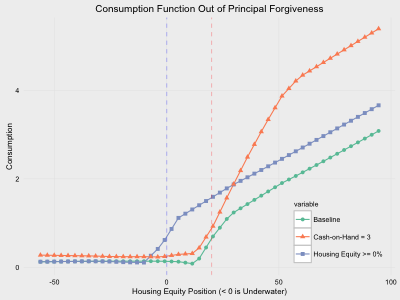 Consumption Function Out of Principal Forgiveness
Consumption
4
2
0
variable
Baseline
Cash-on-Hand = 3
Housing Equity >= 0%
-50
0
50
100
Housing Equity Position (< 0 is Underwater)